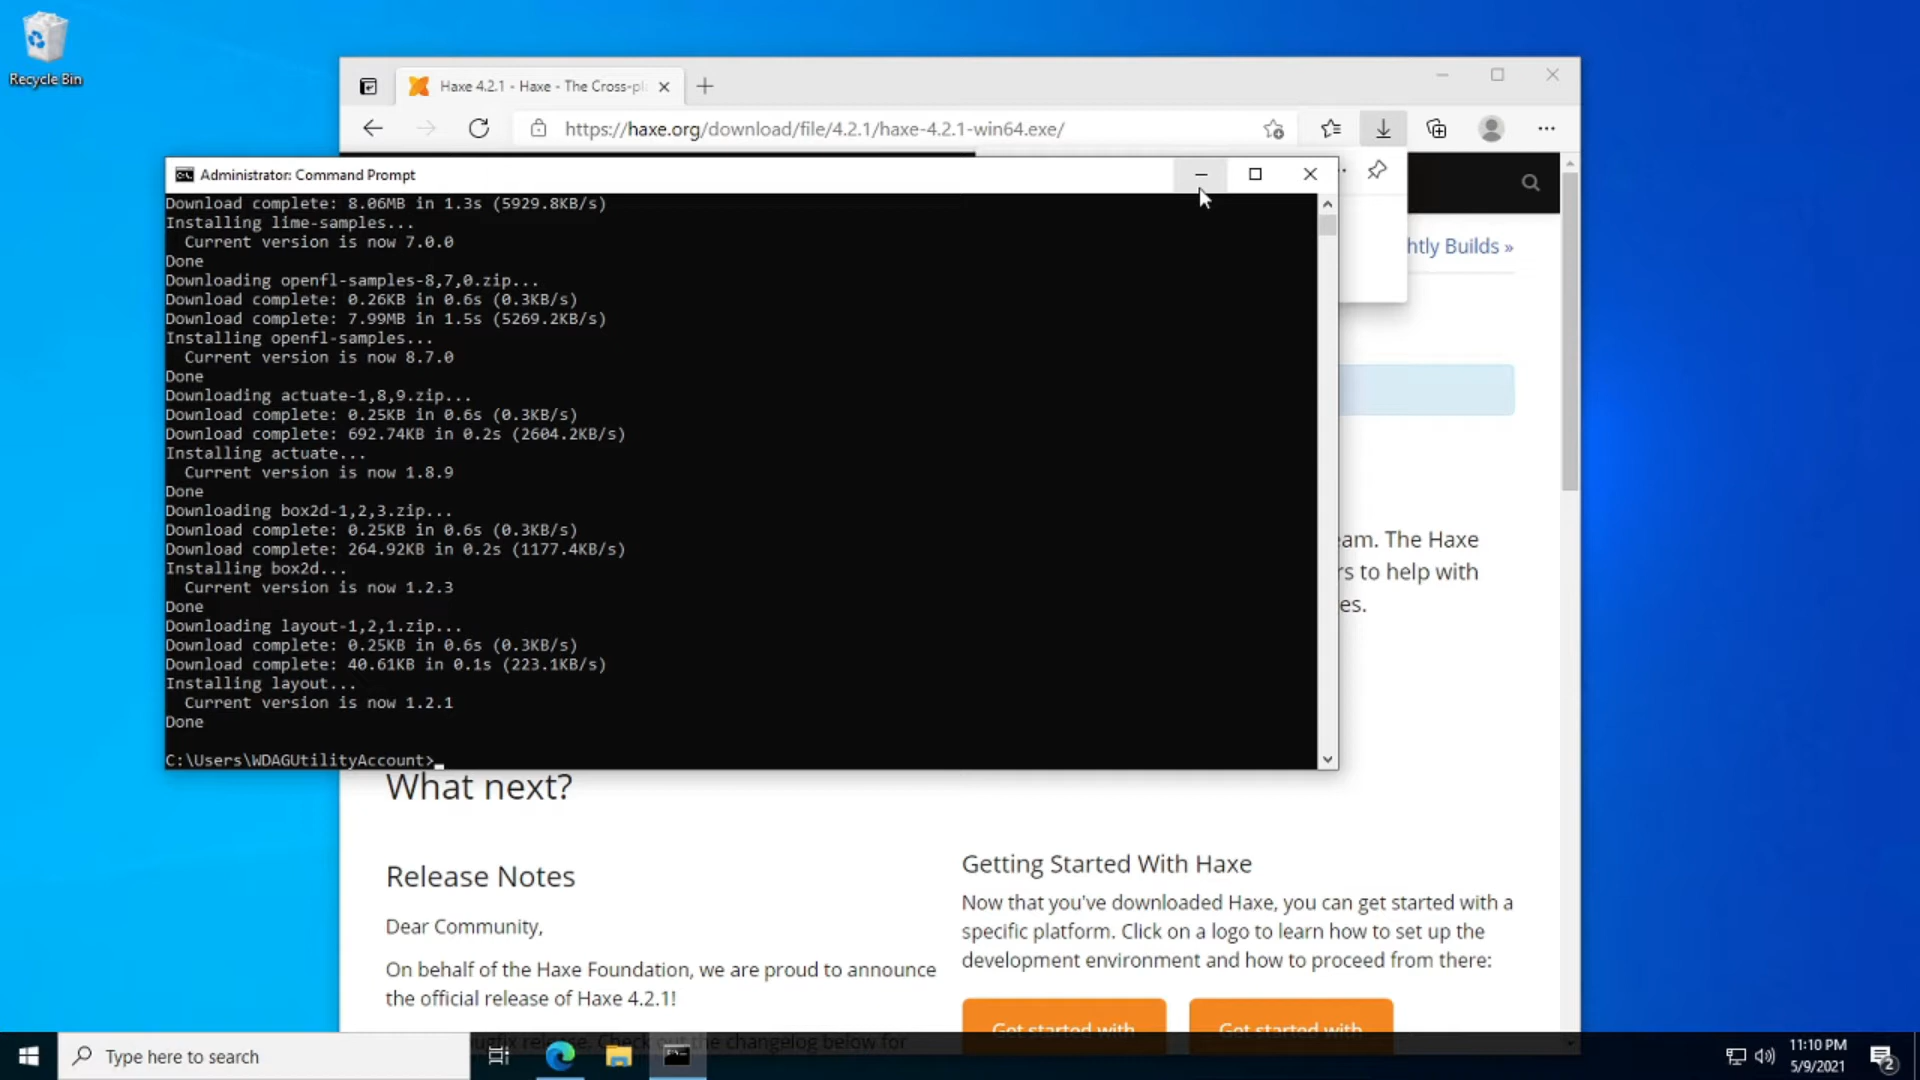 Recycle Bin
Haxe 4.2.1 - Haxe - The Cross-pl
https://haxe.org/download/file/4.2.1/haxe-4.2.1-win64.exe/
Administrator: Command Prompt
Download complete: 8.06MB in 1.3s (5929.8KB/s)
Installing lime-samples...
Current version is now 7.0.0
Done
Downloading openfl-samples-8,7,0.zip...
Download complete: 0.26KB in 0.6s (0.3KB/s)
Download complete: 7.99MB in 1.5s (5269.2KB/s)
Installing openfl-samples...
Current version is now 8.7.0
Done
Downloading actuate-1,8,9.zip...
Download complete: 0.25KB in 0.6s (0.3KB/s)
Download complete: 692.74KB in 0.2s (2604.2KB/s)
Installing actuate...
Current version is now 1.8.9
Done
Downloading box2d-1,2,3.zip...
Download complete: 0.25KB in 0.6s (0.3KB/s)
Download complete: 264.92KB in 0.2s (1177.4KB/s)
Installing box2d...
Current version is now 1.2.3
Done
Downloading layout-1,2,1.zip...
Download complete: 0.25KB in 0.6s (0.3KB/s)
Download complete: 40.61KB in 0.1s (223.1KB/s)
Installing layout...
Current version is now 1.2.1
Done
C:\Users\WDAGUtilityAccount>
htly Builds »
eam. The Haxe
rs to help with
es.
What next?
Release Notes
Dear Community,
On behalf of the Haxe Foundation, we are proud to announce
the official release of Haxe 4.2.1!
bugfix release. Check out the changelog below for
Getting Started With Haxe
Now that you've downloaded Haxe, you can get started with a
specific platform. Click on a logo to learn how to set up the
development environment and how to proceed from there:
Get started with
Get started with
Type here to search
11:10 PM
5/9/2021
2